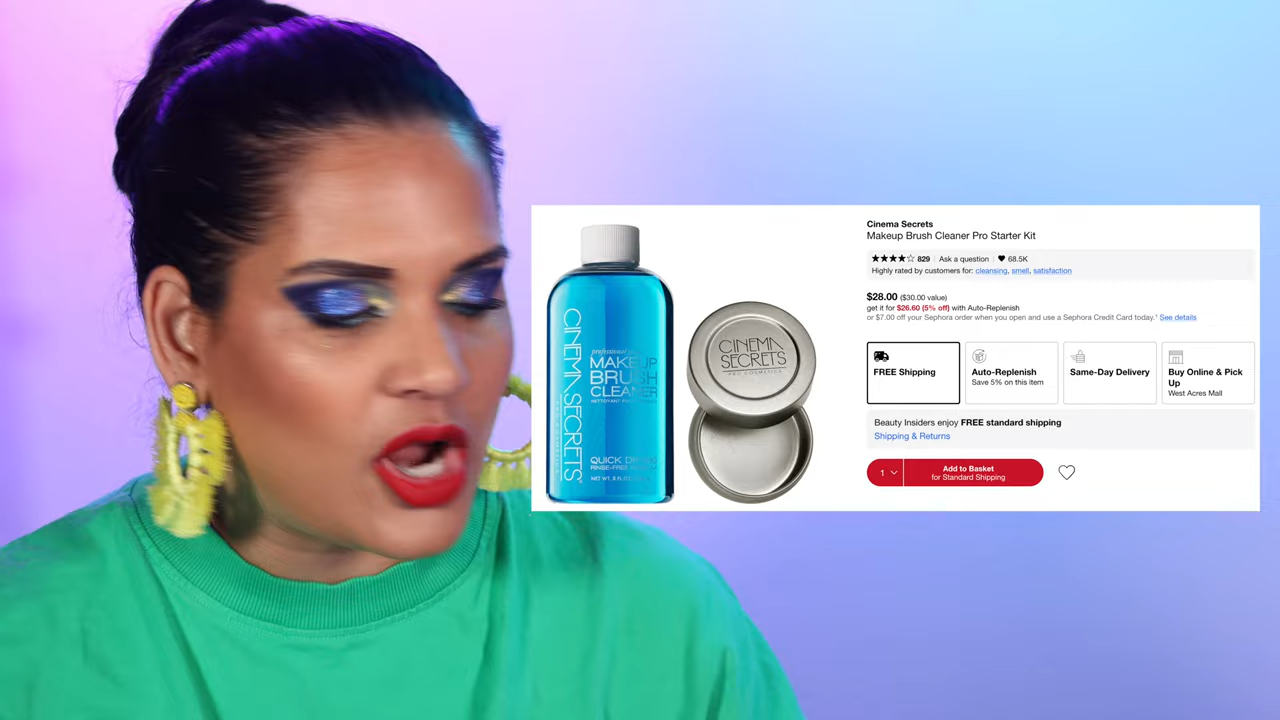 CINEMA SECRETS
professional
MAKEUP
BRUSH
CLEANER
QUICK
RINSE-FREE
CINEMA
SECRETS
PRO COSMETICS
Cinema Secrets
Makeup Brush Cleaner Pro Starter Kit
829 Ask a question 68.5K
Highly rated by customers for: cleansing, smell, satisfaction
$28.00 ($30.00 value)
get it for $26.60 (5% off) with Auto-Replenish
or $7.00 off your Sephora order when you open and use a Sephora Credit Card today.¹ See details
FREE Shipping
Auto-Replenish
Save 5% on this item
Same-Day Delivery
Buy Online & Pick
Up
West Acres Mall
Beauty Insiders enjoy FREE standard shipping
Shipping & Returns
1 Add to Basket
for Standard Shipping